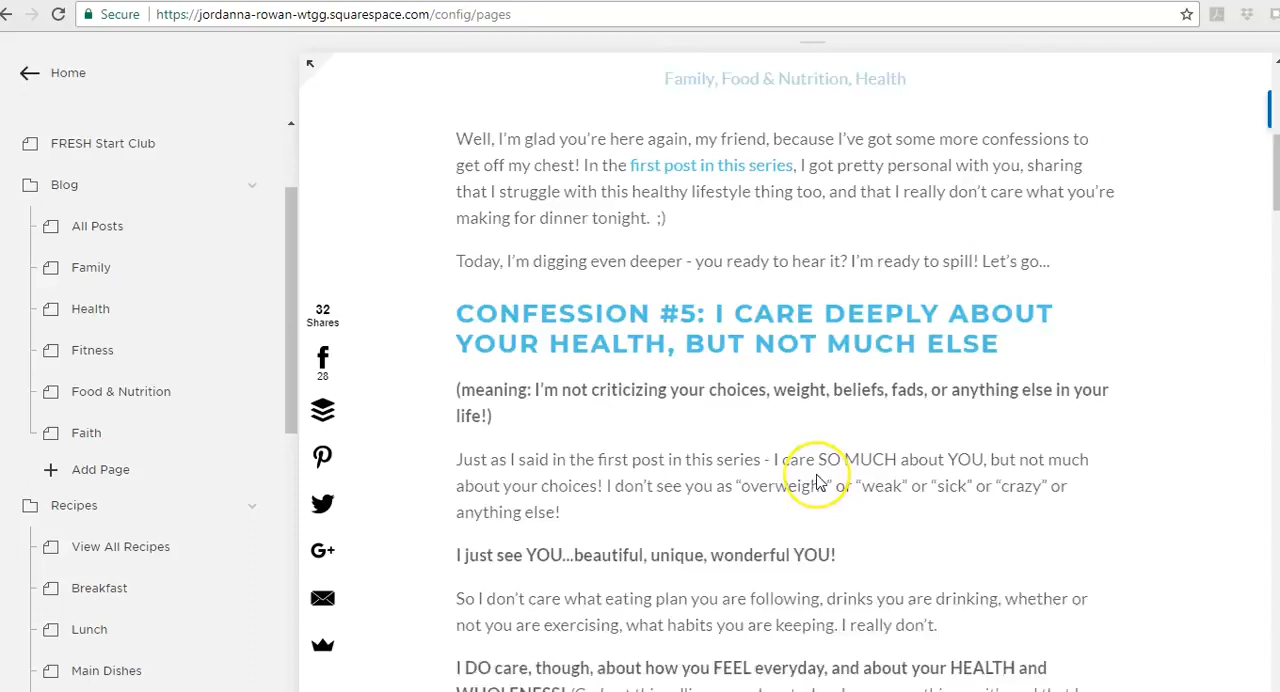 Secure
https://jordanna-rowan-wtgg.squarespace.com/config/pages
Home
FRESH Start Club
Blog
All Posts
Family
Health
Fitness
Food & Nutrition
Faith
Add Page
Recipes
View All Recipes
Breakfast
Lunch
Main Dishes
32
Shares
28
Family, Food & Nutrition, Health
Well, I’m glad you’re here again, my friend, because I’ve got some more confessions to
get off my chest! In the first post in this series, I got pretty personal with you, sharing
that I struggle with this healthy lifestyle thing too, and that I really don’t care what you’re
making for dinner tonight. ;)
Today, I’m digging even deeper - you ready to hear it? I’m ready to spill! Let’s go...
CONFESSION #5: I CARE DEEPLY ABOUT
YOUR HEALTH, BUT NOT MUCH ELSE
(meaning: I’m not criticizing your choices, weight, beliefs, fads, or anything else in your
life!)
Just as I said in the first post in this series - I care SO MUCH about YOU, but not much
about your choices! I don’t see you as “overweight” or “weak” or “sick” or “crazy” or
anything else!
I just see YOU...beautiful, unique, wonderful YOU!
So I don’t care what eating plan you are following, drinks you are drinking, whether or
not you are exercising, what habits you are keeping. I really don’t.
I DO care, though, about how you FEEL everyday, and about your HEALTH and